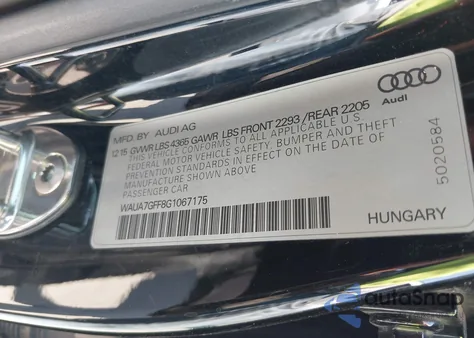 MFD. BY AUDI AG
12 15 GVWR LBS 4365 GAWR LBS FRONT 2293 /REAR 2205
THIS VEHICLE CONFORMS TO ALL APPLICABLE U.S.
FEDERAL MOTOR VEHICLE SAFETY, BUMPER, AND THEFT
PREVENTION STANDARDS IN EFFECT ON THE DATE OF
MANUFACTURE SHOWN ABOVE
PASSENGER CAR
WAUA7GFF8G1067175
Audi
5020584
HUNGARY
autoSnap